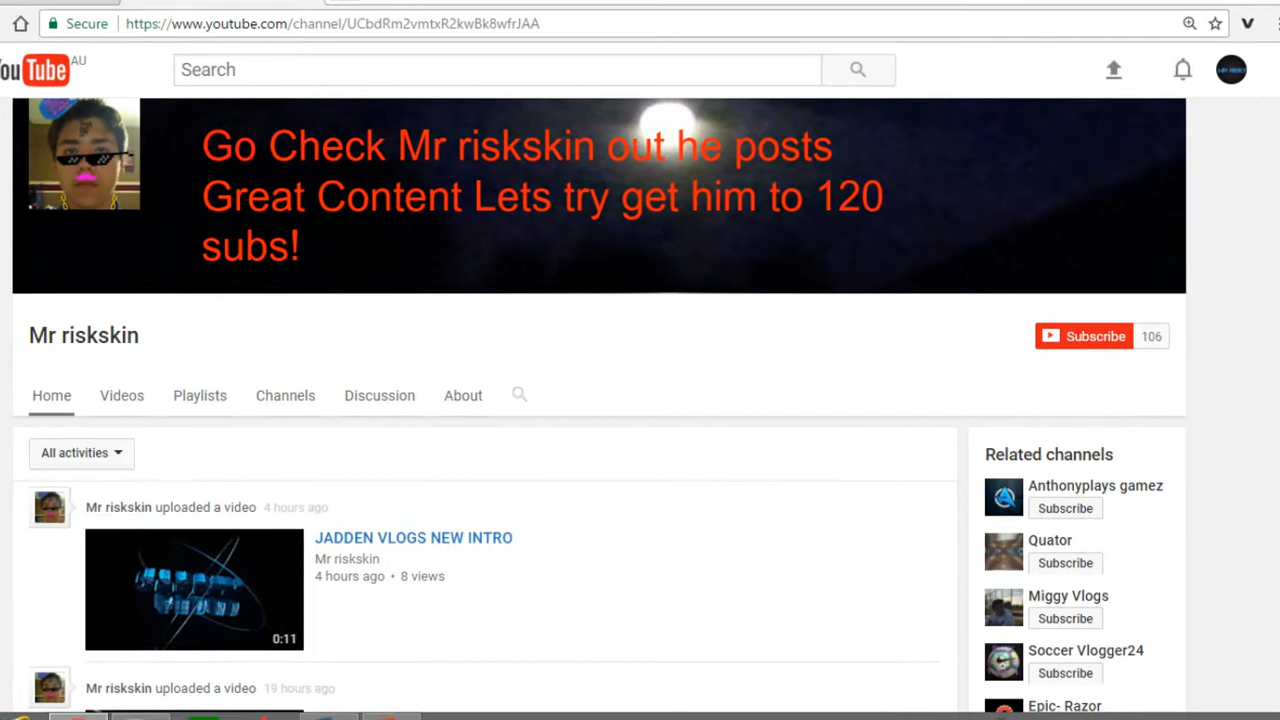 Secure https://www.youtube.com/channel/UCbdRm2vmtxR2kwBk8wfrJAA
YouTube AU
Search
Go Check Mr riskskin out he posts
Great Content Lets try get him to 120
subs!
Mr riskskin
Subscribe 106
Home Videos Playlists Channels Discussion About
All activities
Related channels
Anthonyplays gamez
Subscribe
Mr riskskin uploaded a video 4 hours ago
JADDEN VLOGS NEW INTRO
Mr riskskin
4 hours ago • 8 views
0:11
Quator
Subscribe
Miggy Vlogs
Subscribe
Soccer Vlogger24
Subscribe
Mr riskskin uploaded a video 19 hours ago
Epic- Razor